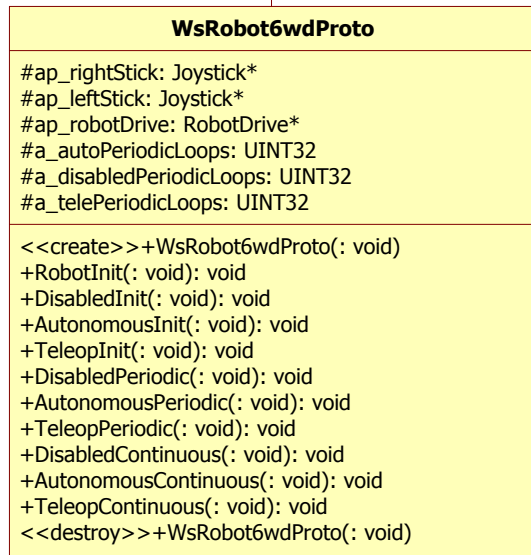 WsRobot6wdProto
#ap_rightStick: Joystick*
#ap_leftStick: Joystick*
#ap_robotDrive: RobotDrive*
#a_autoPeriodicLoops: UINT32
#a_disabledPeriodicLoops: UINT32
#a_telePeriodicLoops: UINT32
<<create>>+WsRobot6wdProto(: void)
+RobotInit(: void): void
+DisabledInit(: void): void
+AutonomousInit(: void): void
+TeleopInit(: void): void
+DisabledPeriodic(: void): void
+AutonomousPeriodic(: void): void
+TeleopPeriodic(: void): void
+DisabledContinuous(: void): void
+AutonomousContinuous(: void): void
+TeleopContinuous(: void): void
<<destroy>>+WsRobot6wdProto(: void)